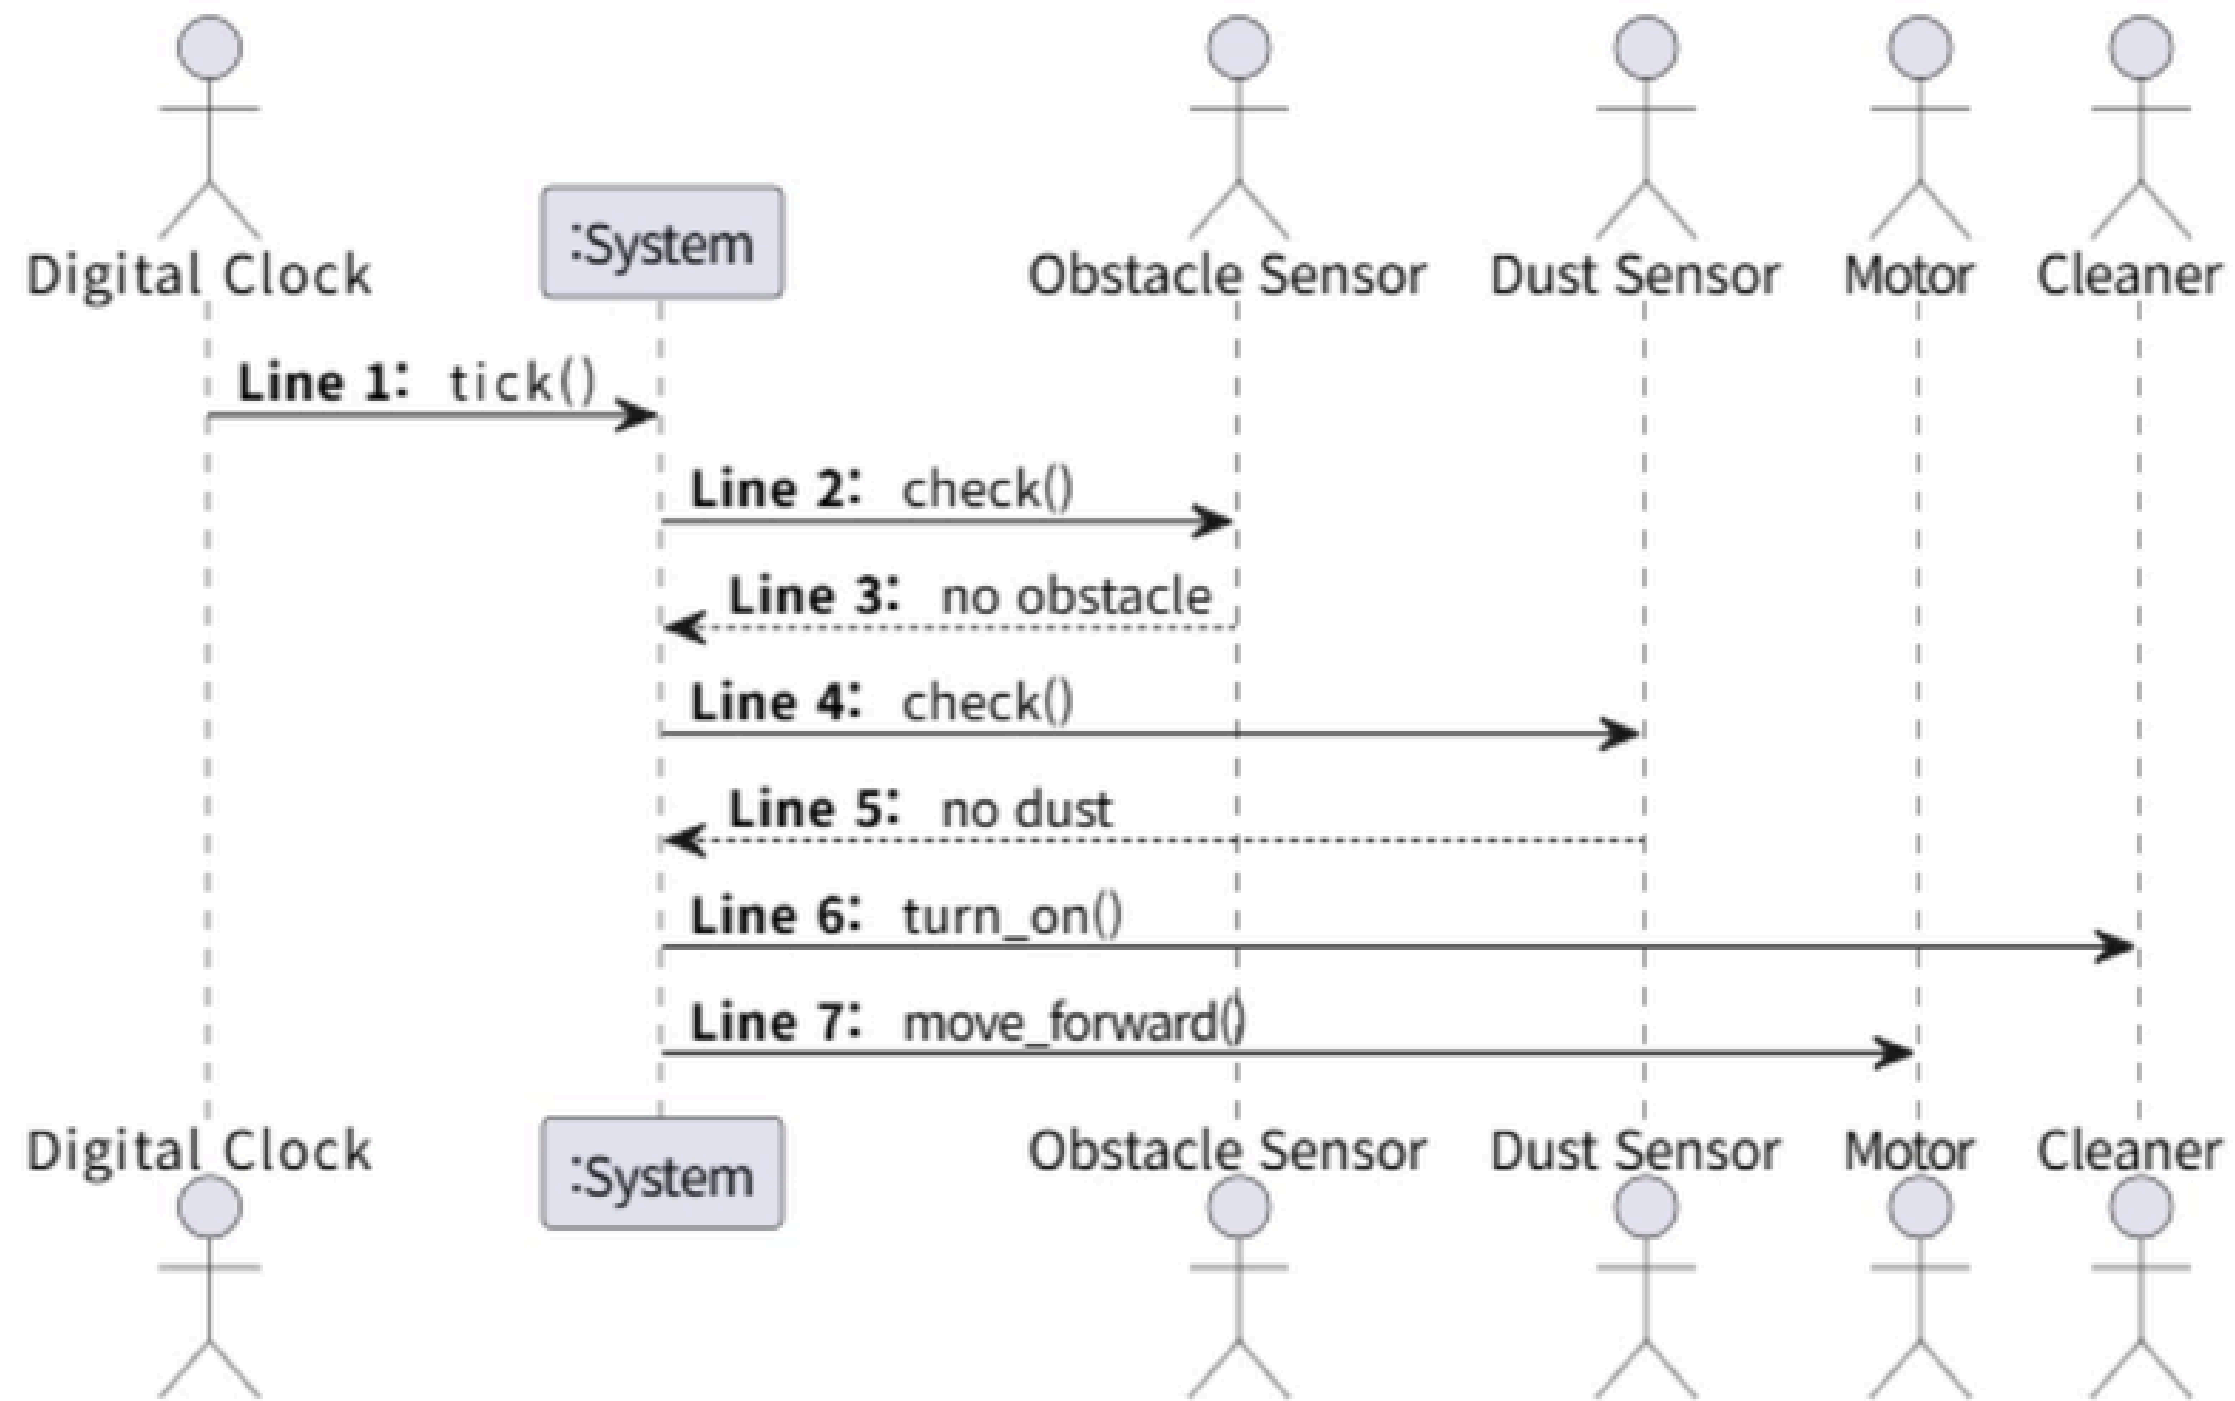 Digital Clock
:System
Obstacle Sensor
Dust Sensor
Motor
Cleaner
Line 1: tick()
Line 2: check()
Line 3: no obstacle
Line 4: check()
Line 5: no dust
Line 6: turn_on()
Line 7: move_forward()
Digital Clock
:System
Obstacle Sensor
Dust Sensor
Motor
Cleaner